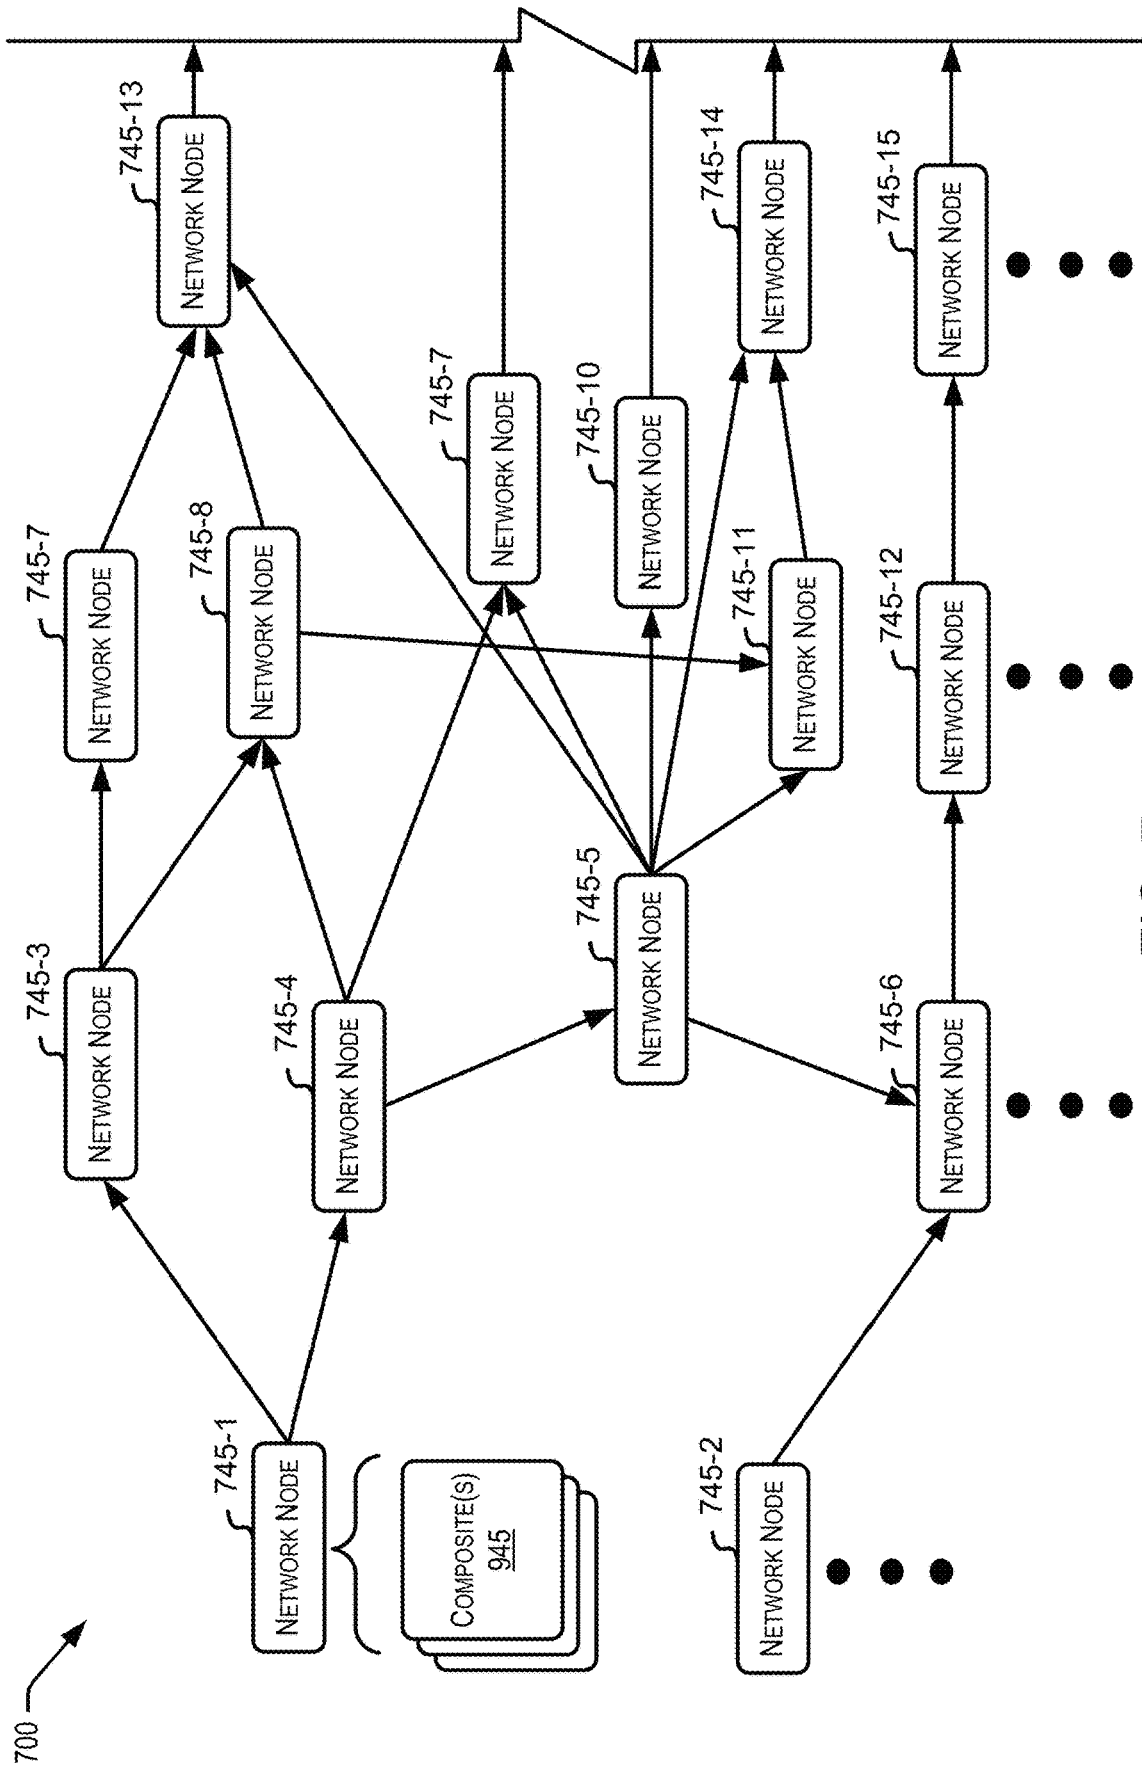 700
745-1
NETWORK NODE
COMPOSITE(S)
945
745-2
NETWORK NODE
745-3
NETWORK NODE
745-4
NETWORK NODE
745-5
NETWORK NODE
745-6
NETWORK NODE
745-7
NETWORK NODE
745-8
NETWORK NODE
745-7
NETWORK NODE
745-10
NETWORK NODE
745-11
NETWORK NODE
745-12
NETWORK NODE
745-13
NETWORK NODE
745-14
NETWORK NODE
745-15
NETWORK NODE